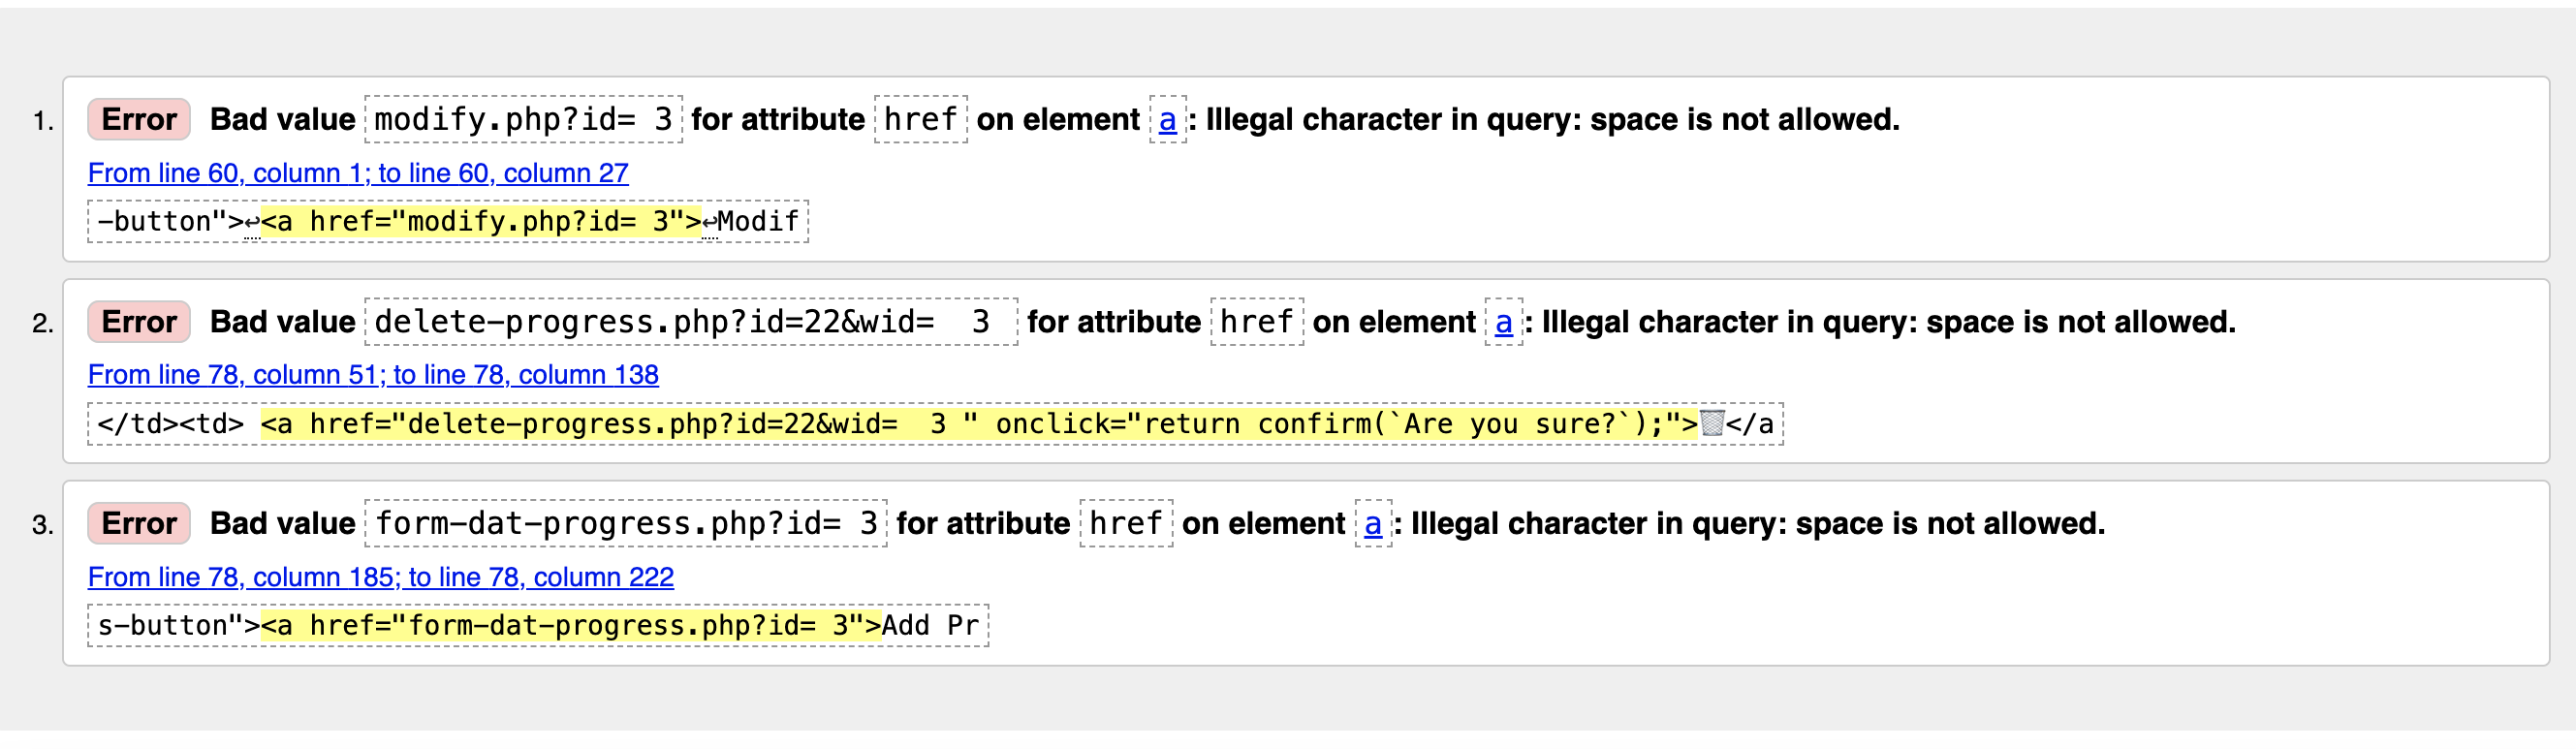 1. Error Bad value modify.php?id= 3 for attribute href on element a: Illegal character in query: space is not allowed.
From line 60, column 1; to line 60, column 27
-button">↩<a href="modify.php?id= 3">↩Modif
2. Error Bad value delete-progress.php?id=22&wid=  3  for attribute href on element a: Illegal character in query: space is not allowed.
From line 78, column 51; to line 78, column 138
</td><td> <a href="delete-progress.php?id=22&wid=  3 " onclick="return confirm(`Are you sure?`);">🗑️</a
3. Error Bad value form-dat-progress.php?id= 3 for attribute href on element a: Illegal character in query: space is not allowed.
From line 78, column 185; to line 78, column 222
s-button"><a href="form-dat-progress.php?id= 3">Add Pr